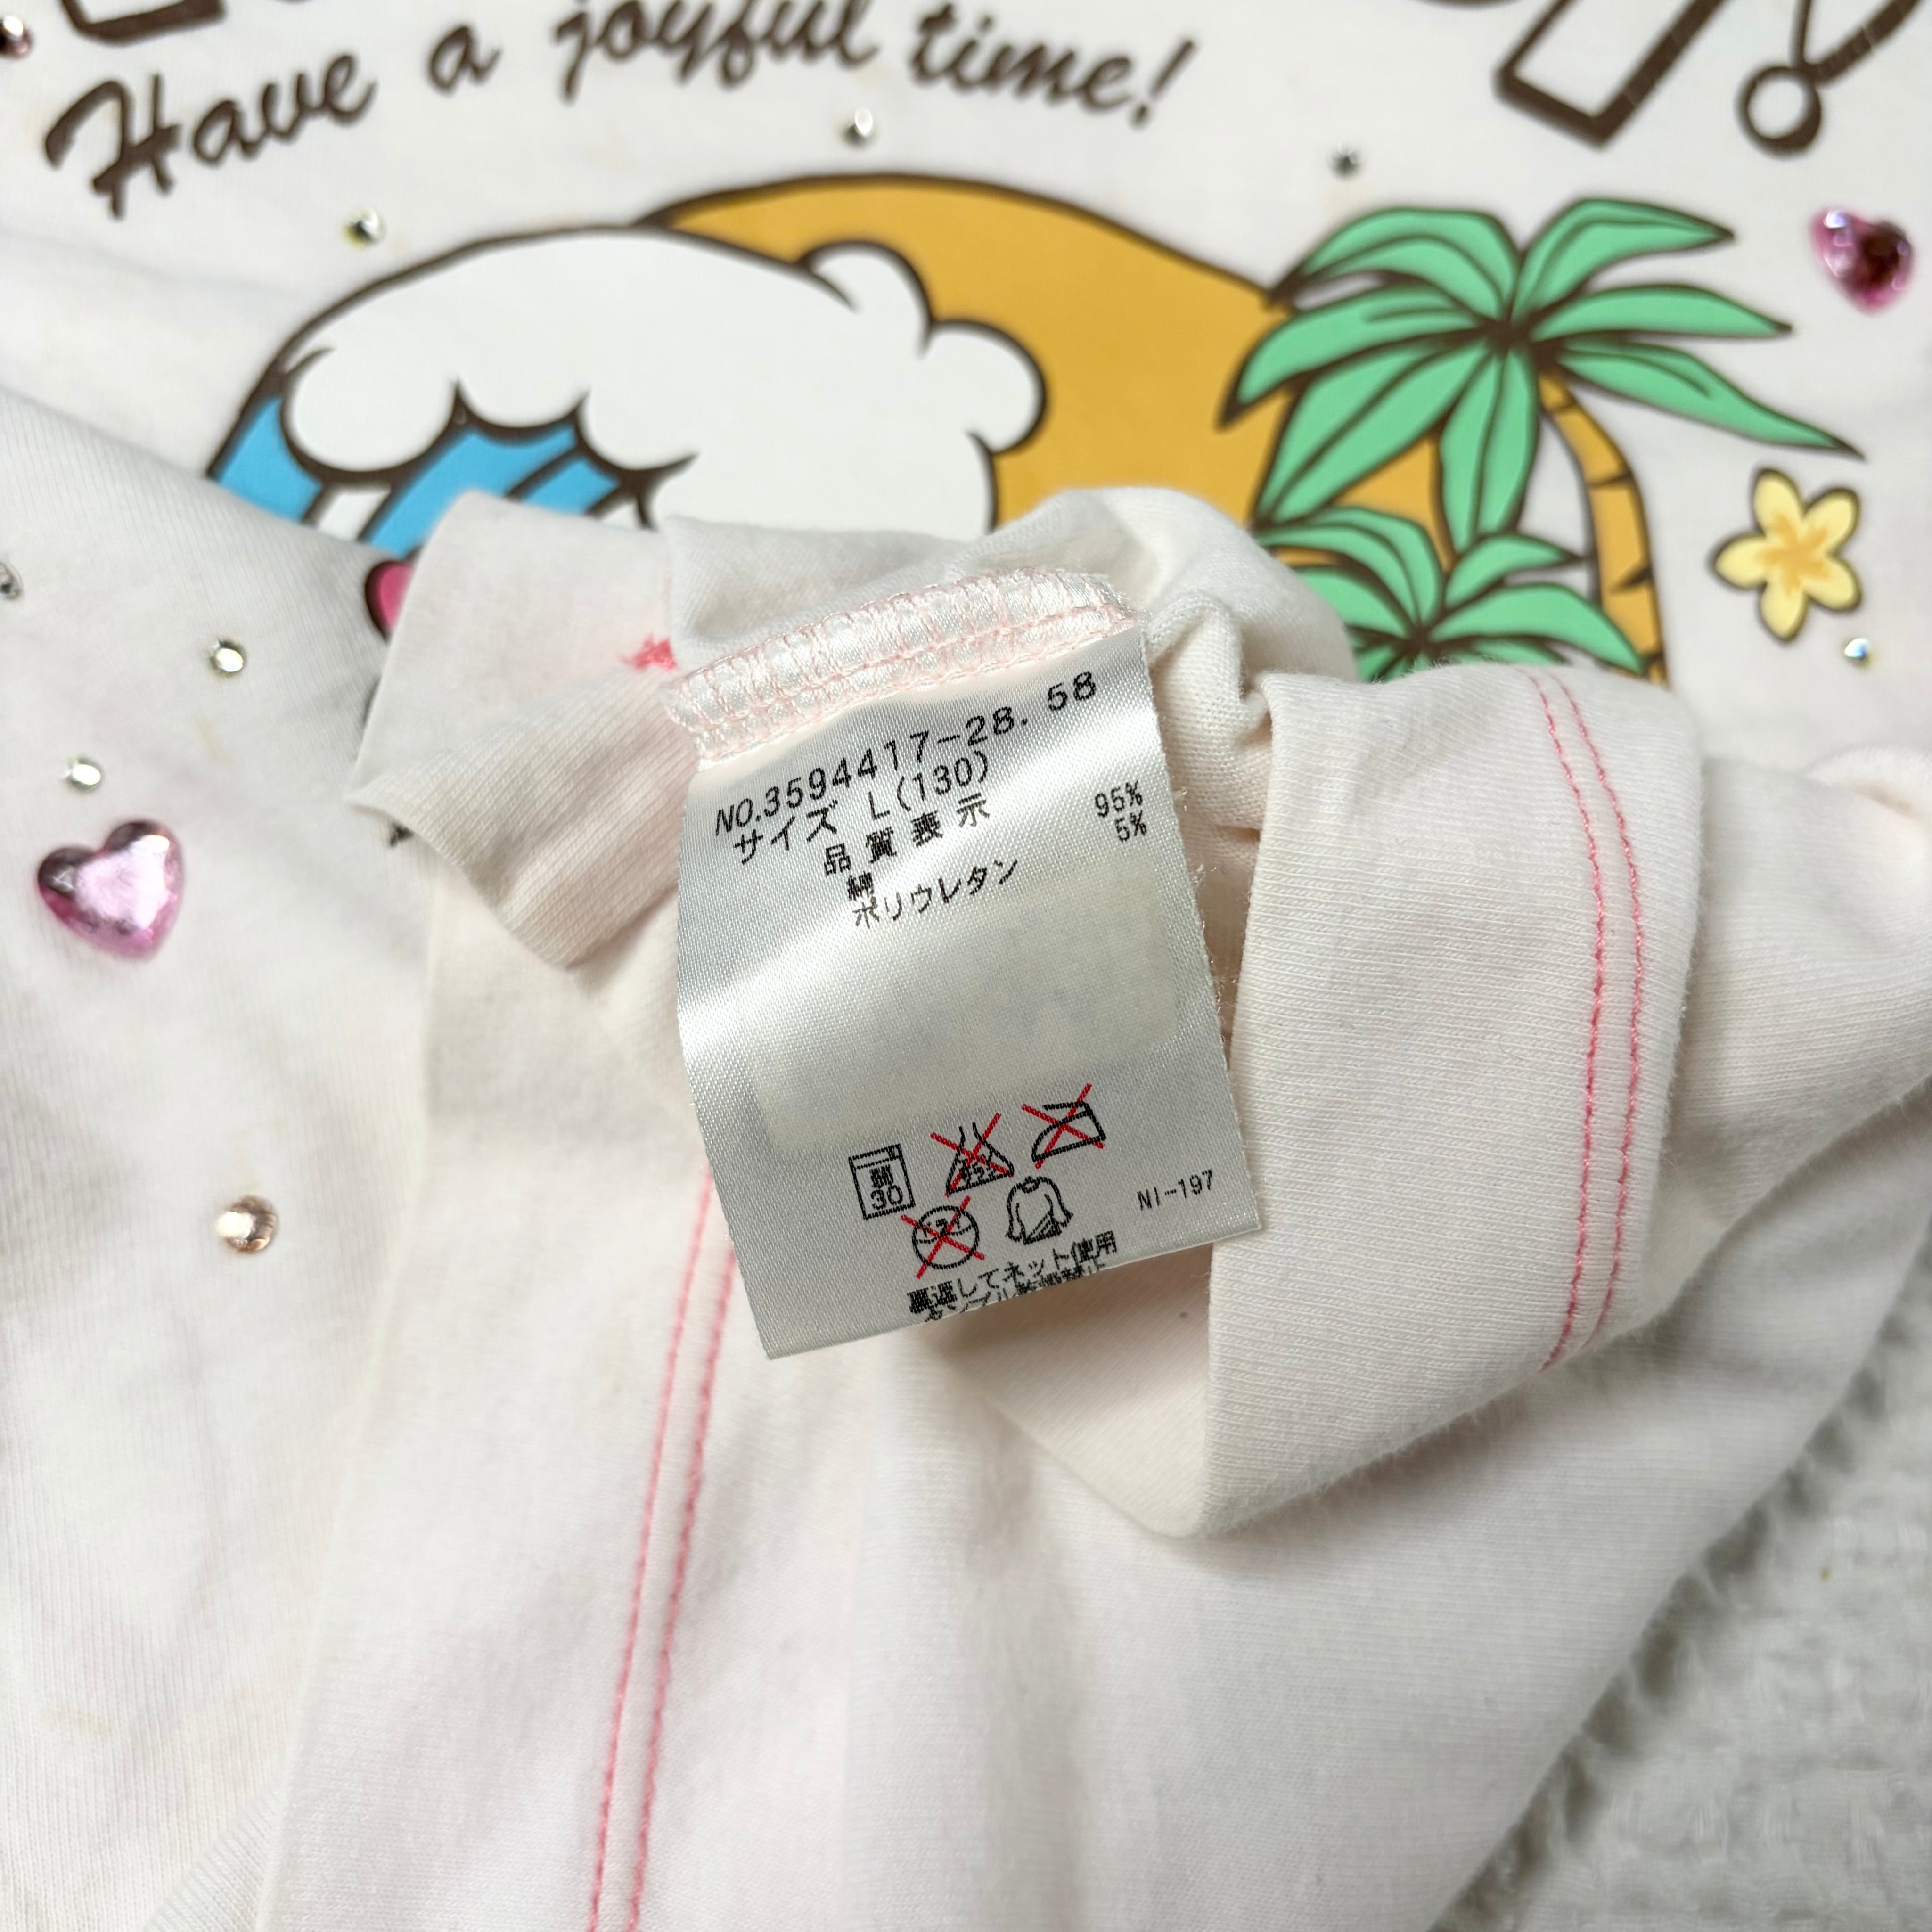 Have a joyful time!
NO.3594417-28.58
サイズ L(130)
品質表示
綿 95%
ポリウレタン 5%
弱
30
NI-197
裏返してネット使用